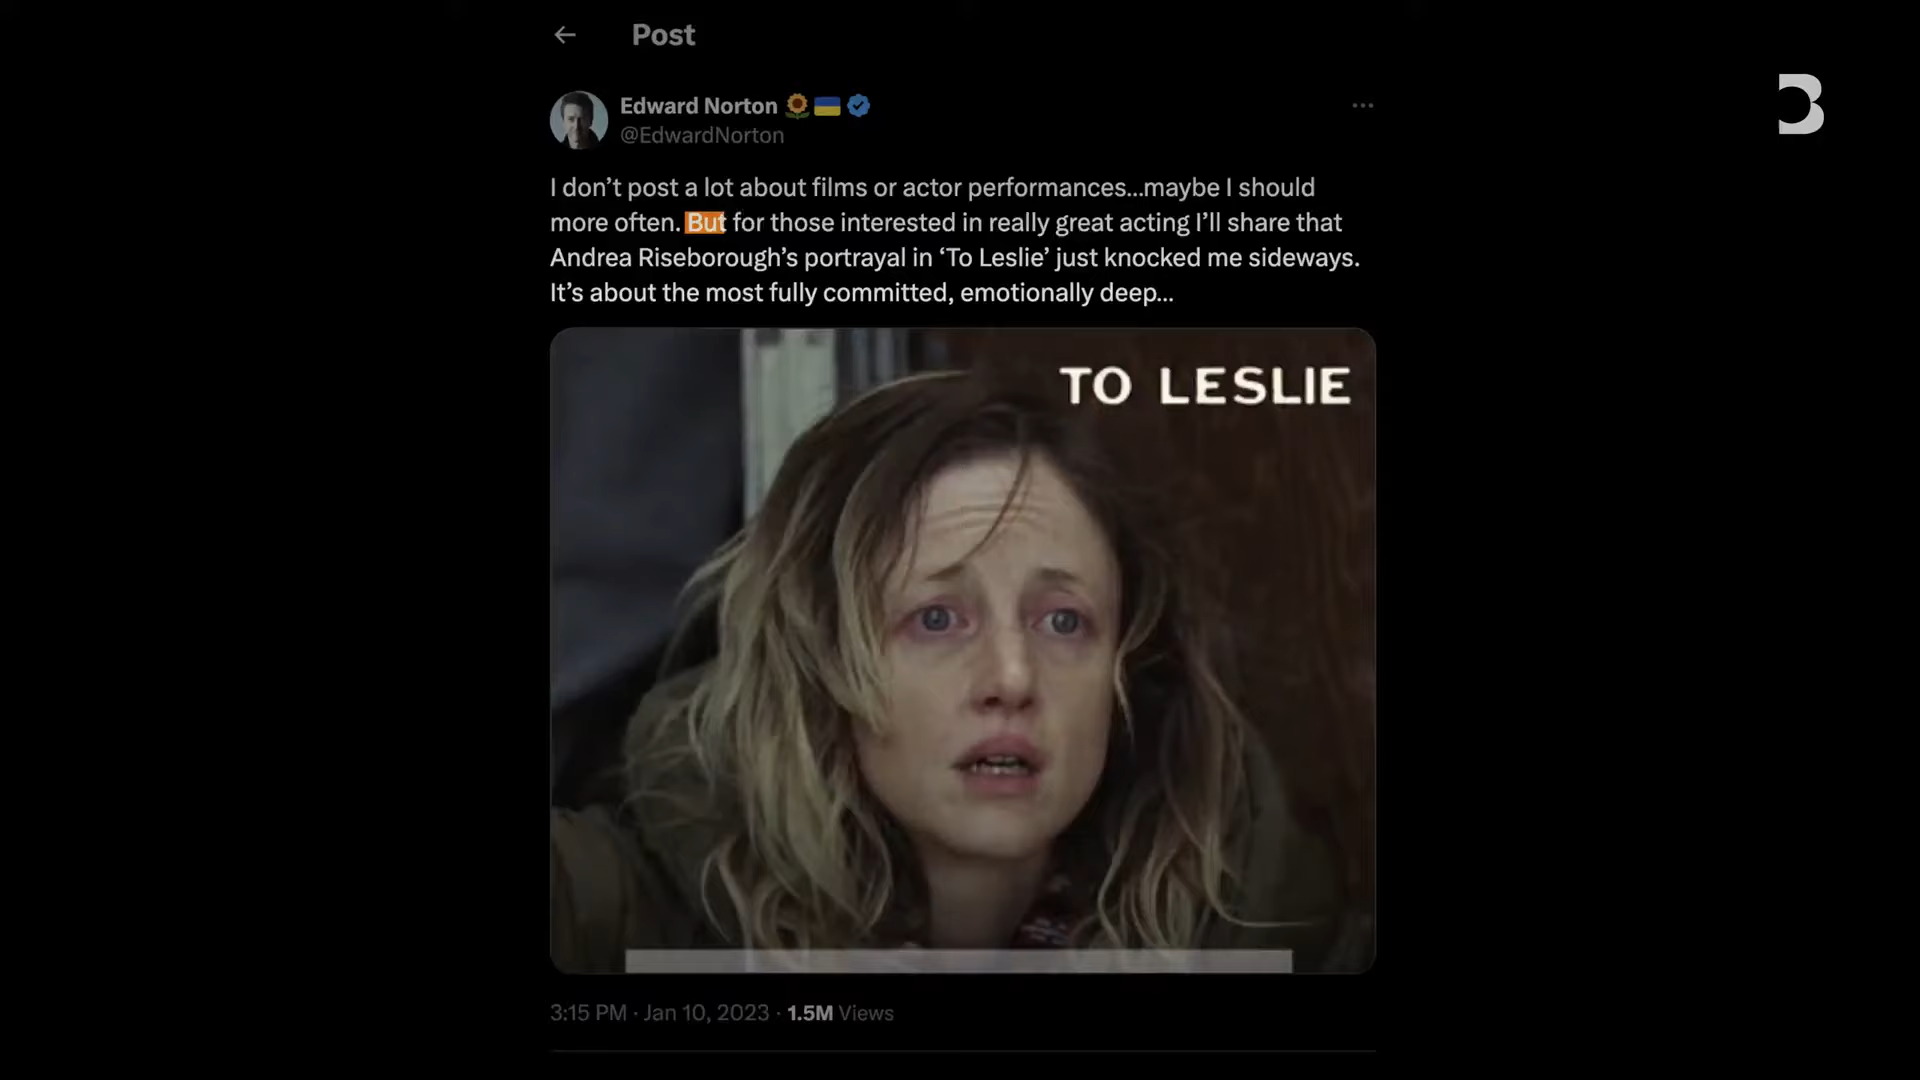 Post
Edward Norton
@EdwardNorton
I don’t post a lot about films or actor performances...maybe I should
more often. But for those interested in really great acting I’ll share that
Andrea Riseborough’s portrayal in ‘To Leslie’ just knocked me sideways.
It’s about the most fully committed, emotionally deep...
TO LESLIE
3:15 PM · Jan 10, 2023 · 1.5M Views